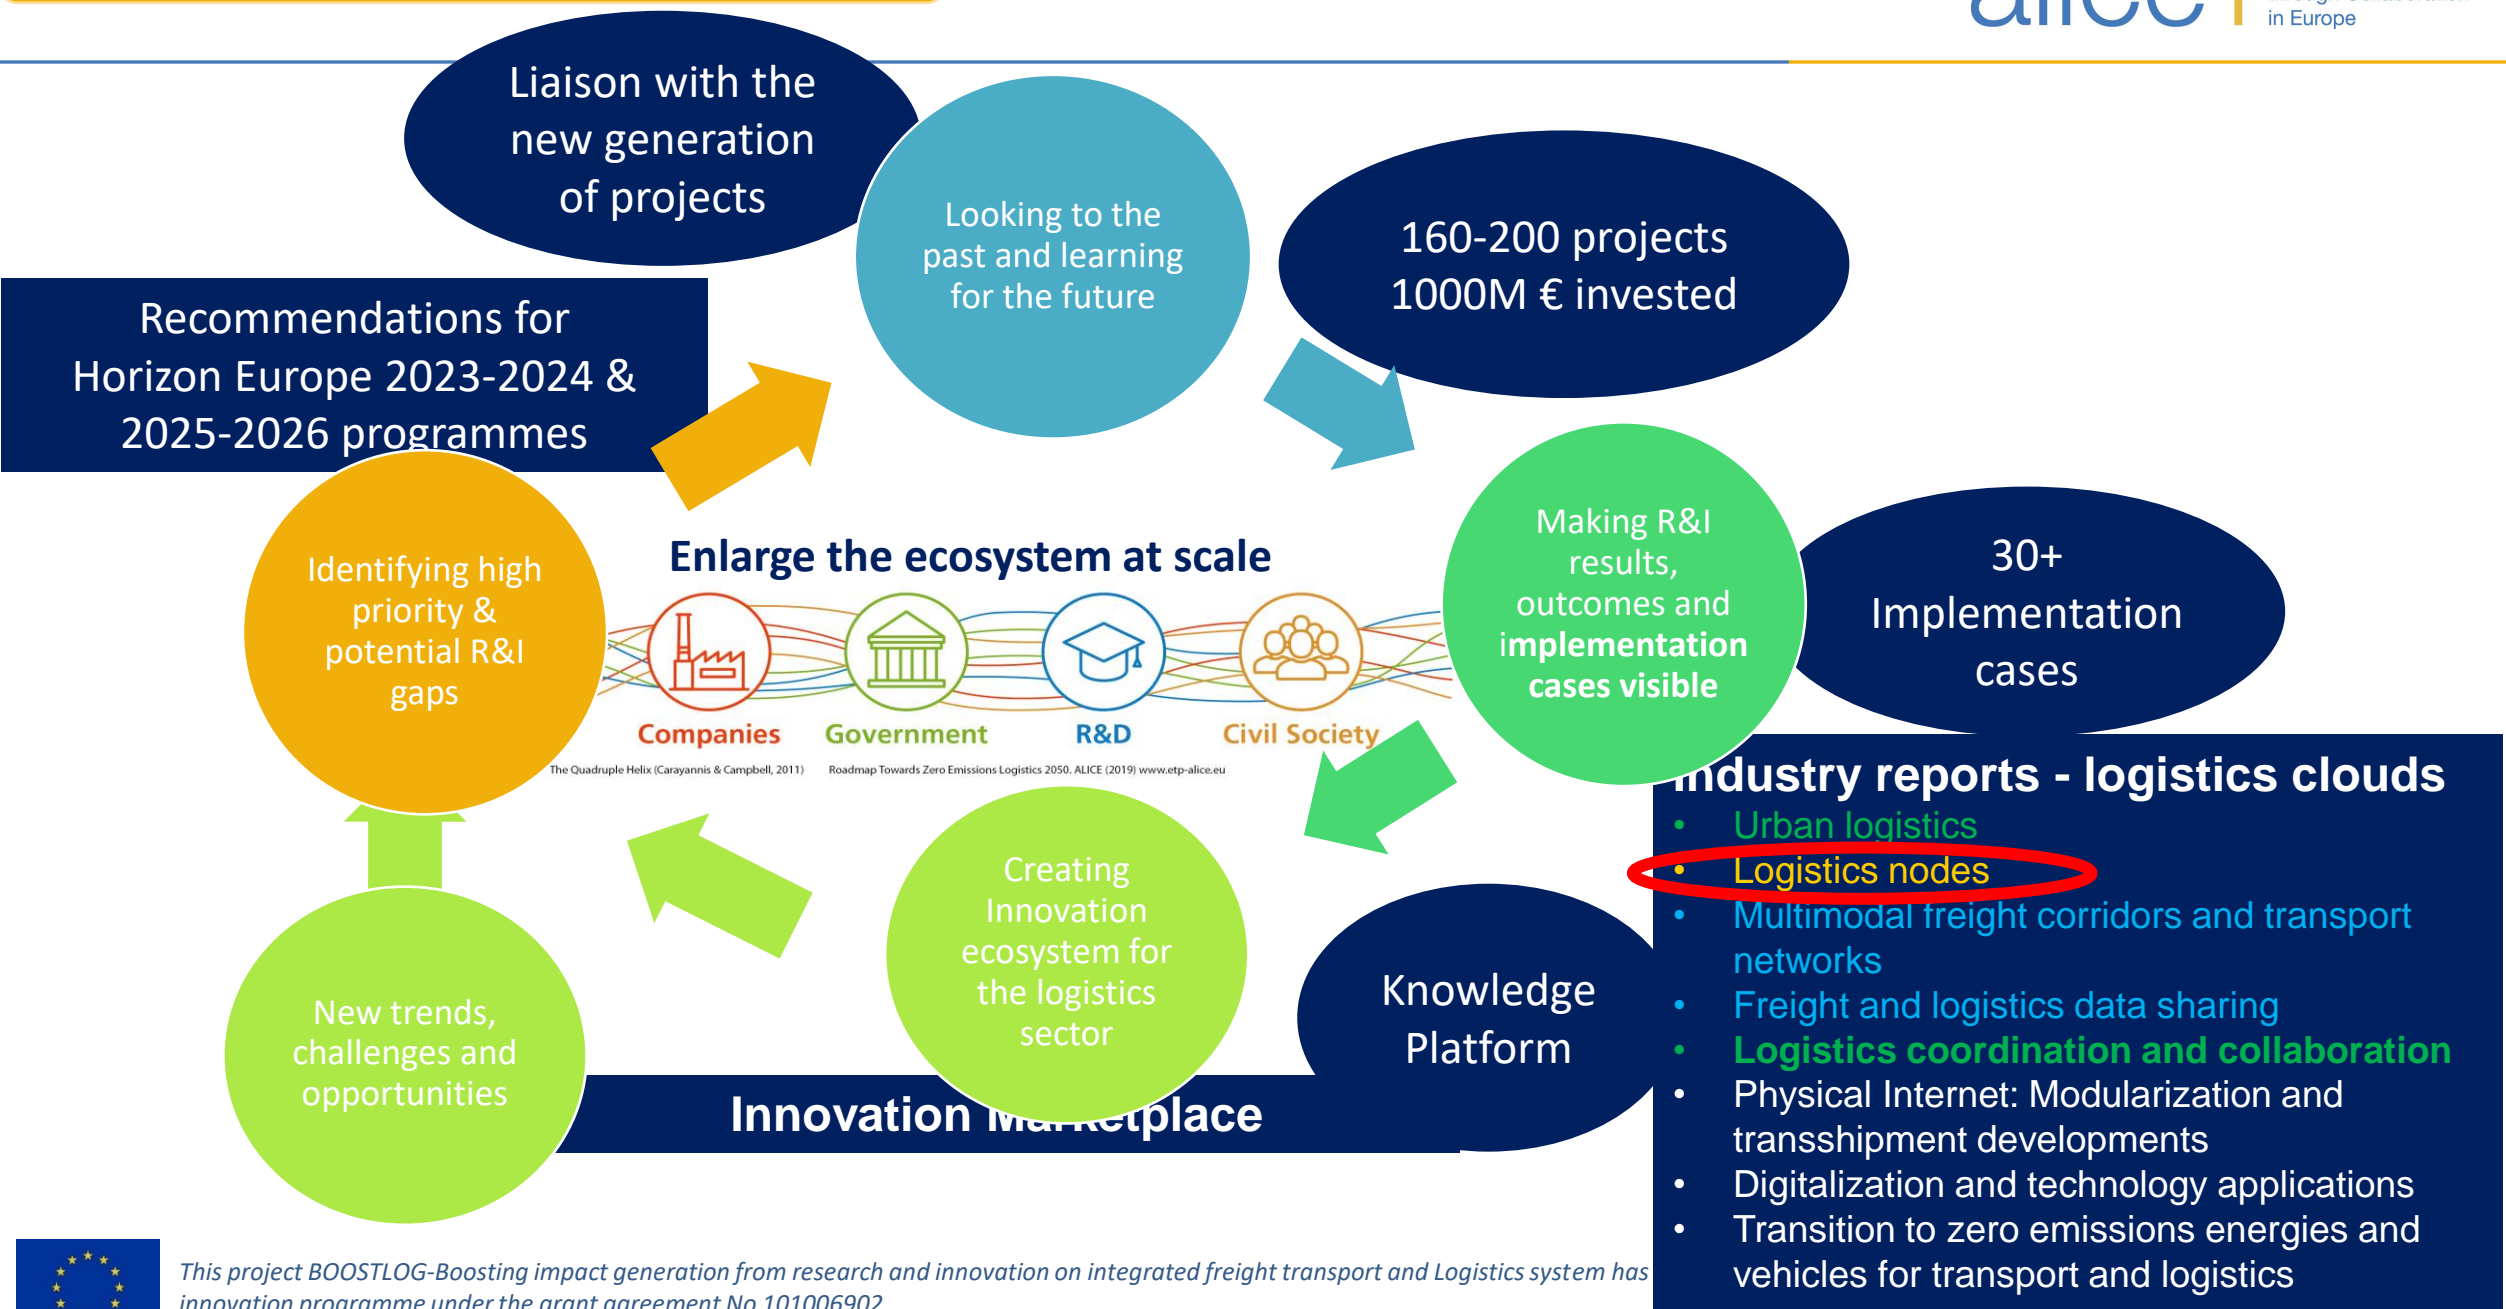 alice
in Europe
Liaison with the
new generation
of projects
Looking to the
past and learning
for the future
160-200 projects
1000M € invested
Recommendations for
Horizon Europe 2023-2024 &
2025-2026 programmes
Identifying high
priority &
potential R&I
gaps
Enlarge the ecosystem at scale
Companies
Government
R&D
Civil Society
The Quadruple Helix (Carayannis & Campbell, 2011)
Roadmap Towards Zero Emissions Logistics 2050. ALICE (2019) www.etp-alice.eu
Making R&I
results,
outcomes and
implementation
cases visible
30+
Implementation
cases
Industry reports - logistics clouds
• Urban logistics
• Logistics nodes
• Multimodal freight corridors and transport
networks
• Freight and logistics data sharing
• Logistics coordination and collaboration
• Physical Internet: Modularization and
transshipment developments
• Digitalization and technology applications
• Transition to zero emissions energies and
vehicles for transport and logistics
Creating
Innovation
ecosystem for
the logistics
sector
Knowledge
Platform
New trends,
challenges and
opportunities
Innovation Marketplace
This project BOOSTLOG-Boosting impact generation from research and innovation on integrated freight transport and Logistics system has
innovation programme under the grant agreement No 101006902